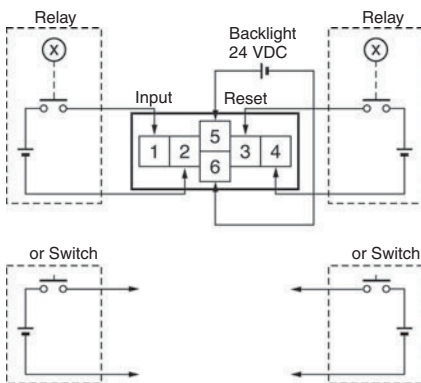 Relay
Relay
X
X
Backlight
24 VDC
Input
Reset
5
1 2 3 4
6
or Switch
or Switch